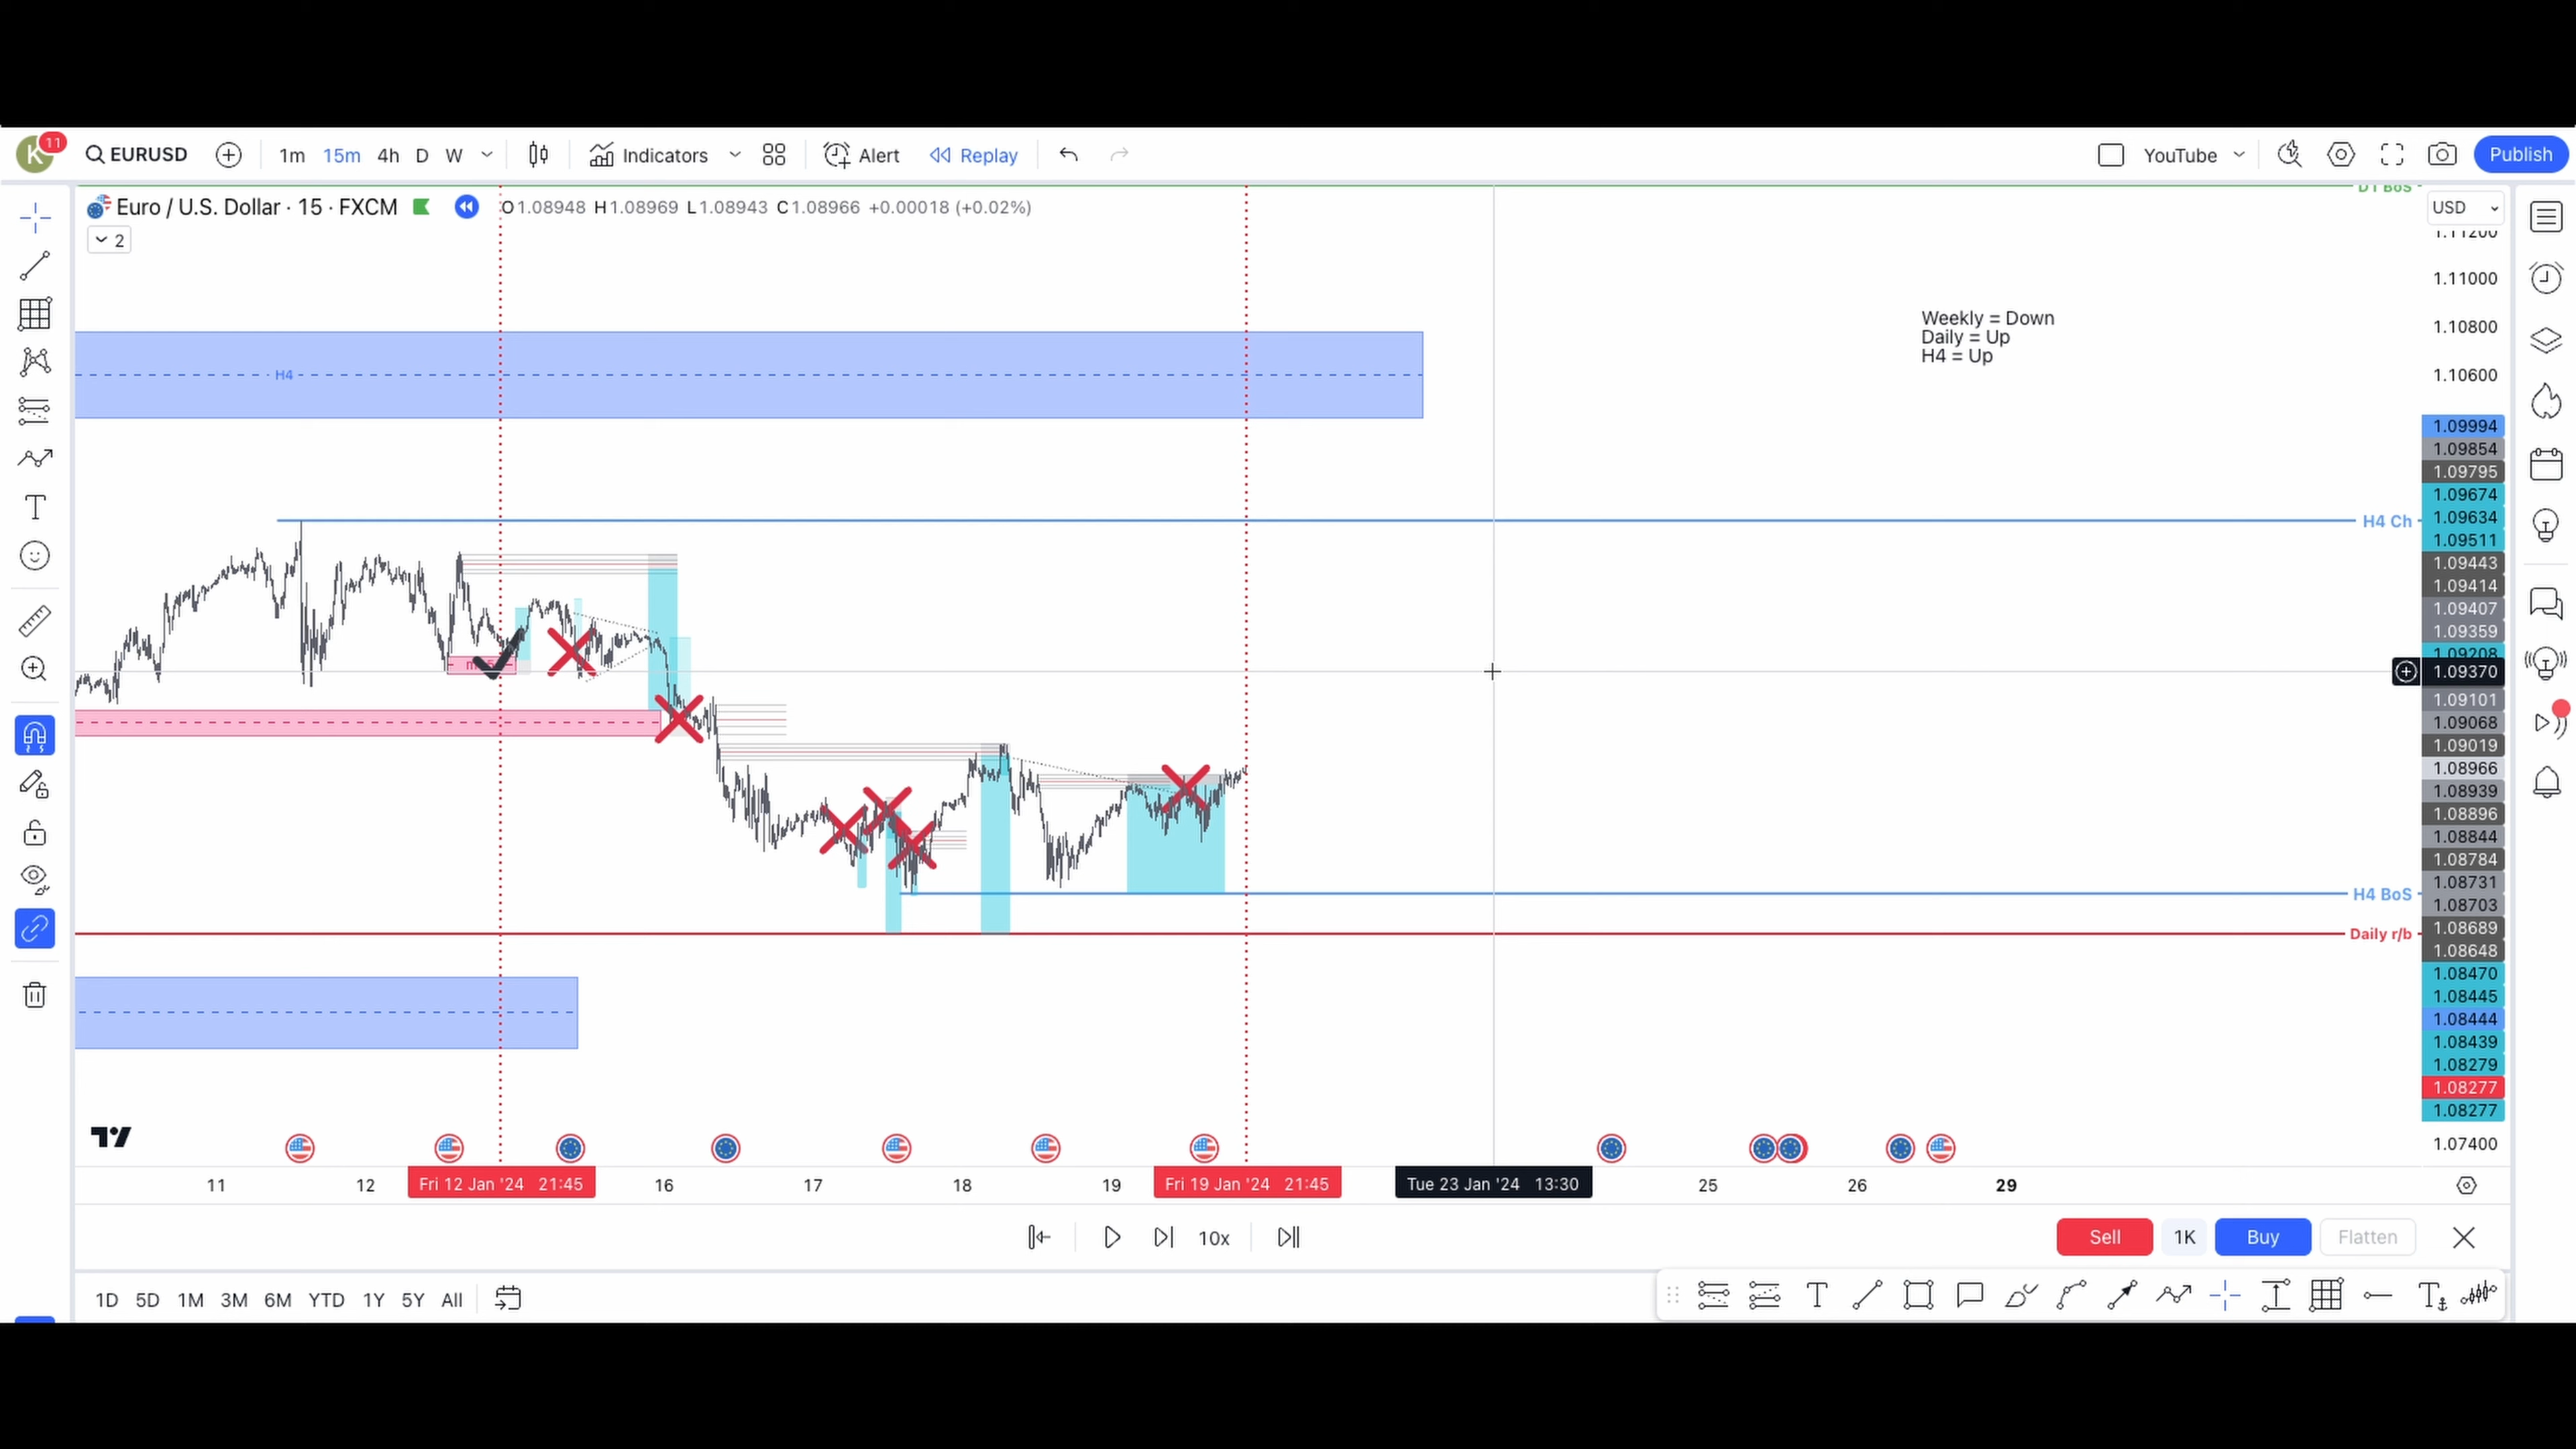 K 11 EURUSD 1m 15m 4h D W Indicators Alert Replay YouTube Publish
Euro / U.S. Dollar · 15 · FXCM O1.08948 H1.08969 L1.08943 C1.08966 +0.00018 (+0.02%)
2
D1 BoS
USD
1.11200
1.11000
Weekly = Down
Daily = Up
H4 = Up
1.10800
1.10600
H4
1.09994
1.09854
1.09795
1.09674
1.09634
H4 Ch
1.09511
1.09443
1.09414
1.09407
1.09359
1.09208
1.09370
1.09101
1.09068
1.09019
1.08966
1.08939
1.08896
1.08844
1.08784
1.08731
H4 BoS
1.08703
1.08689
Daily r/b
1.08648
1.08470
1.08445
1.08444
1.08439
1.08279
1.08277
1.08277
1.07400
11 12 Fri 12 Jan '24 21:45 16 17 18 19 Fri 19 Jan '24 21:45 Tue 23 Jan '24 13:30 25 26 29
10x Sell 1K Buy Flatten
1D 5D 1M 3M 6M YTD 1Y 5Y All